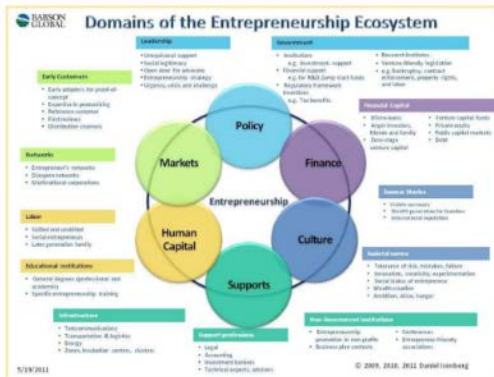 BABSON
GLOBAL
Domains of the Entrepreneurship Ecosystem
Leadership
Unequivocal support
Social legitimacy
Open door for advocate
Entrepreneurship strategy
Urgency, crisis and challenge
Government
Institutions
e.g. Investment, support
Financial support
e.g. for R&D, jump start funds
Regulatory framework
Incentives
e.g. Tax benefits
Research institutes
Venture-friendly legislation
e.g. Bankruptcy, contract
enforcement, property rights,
and labor
Early Customers
Early adopters for proof-of-
concept
Expertise in productizing
Reference customer
First reviews
Distribution channels
Financial Capital
Micro-loans
Angel investors,
friends and family
Zero-stage
venture capital
Venture capital funds
Private equity
Public capital markets
Debt
Networks
Entrepreneur's networks
Diaspora networks
Multinational corporations
Labor
Skilled and unskilled
Serial entrepreneurs
Later generation family
Educational Institutions
General degrees (professional and
academic)
Specific entrepreneurship training
Policy
Markets
Finance
Entrepreneurship
Human
Capital
Culture
Supports
Success Stories
Visible successes
Wealth generation for founders
International reputation
Societal norms
Tolerance of risk, mistakes, failure
Innovation, creativity, experimentation
Social status of entrepreneur
Wealth creation
Ambition, drive, hunger
Infrastructure
Telecommunications
Transportation & logistics
Energy
Zones, incubation centers, clusters
Support professions
Legal
Accounting
Investment bankers
Technical experts, advisors
Non-Government Institutions
Entrepreneurship
promotion in non-profits
Business plan contests
Conferences
Entrepreneur-friendly
associations
5/19/2011
© 2009, 2010, 2011 Daniel Isenberg